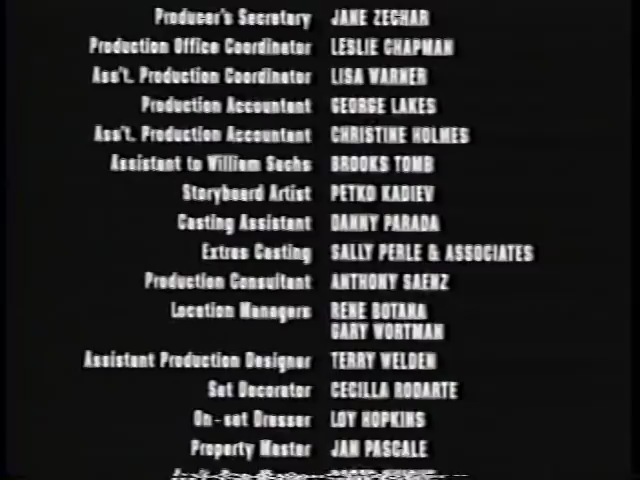 Producer's Secretary JANE ZECHAR
Production Office Coordinator LESLIE CHAPMAN
Ass't. Production Coordinator LISA WARNER
Production Accountant GEORGE LAKES
Ass't. Production Accountant CHRISTINE HOLMES
Assistant to William Sachs BROOKS TOMB
Storyboard Artist PETKO KADIEV
Casting Assistant DANNY PARADA
Extras Casting SALLY PERLE & ASSOCIATES
Production Consultant ANTHONY SAENZ
Location Managers RENE BOTANA
GARY WORTMAN
Assistant Production Designer TERRY WELDEN
Set Decorator CECILLA RODARTE
On-set Dresser LOY HOPKINS
Property Master JAN PASCALE